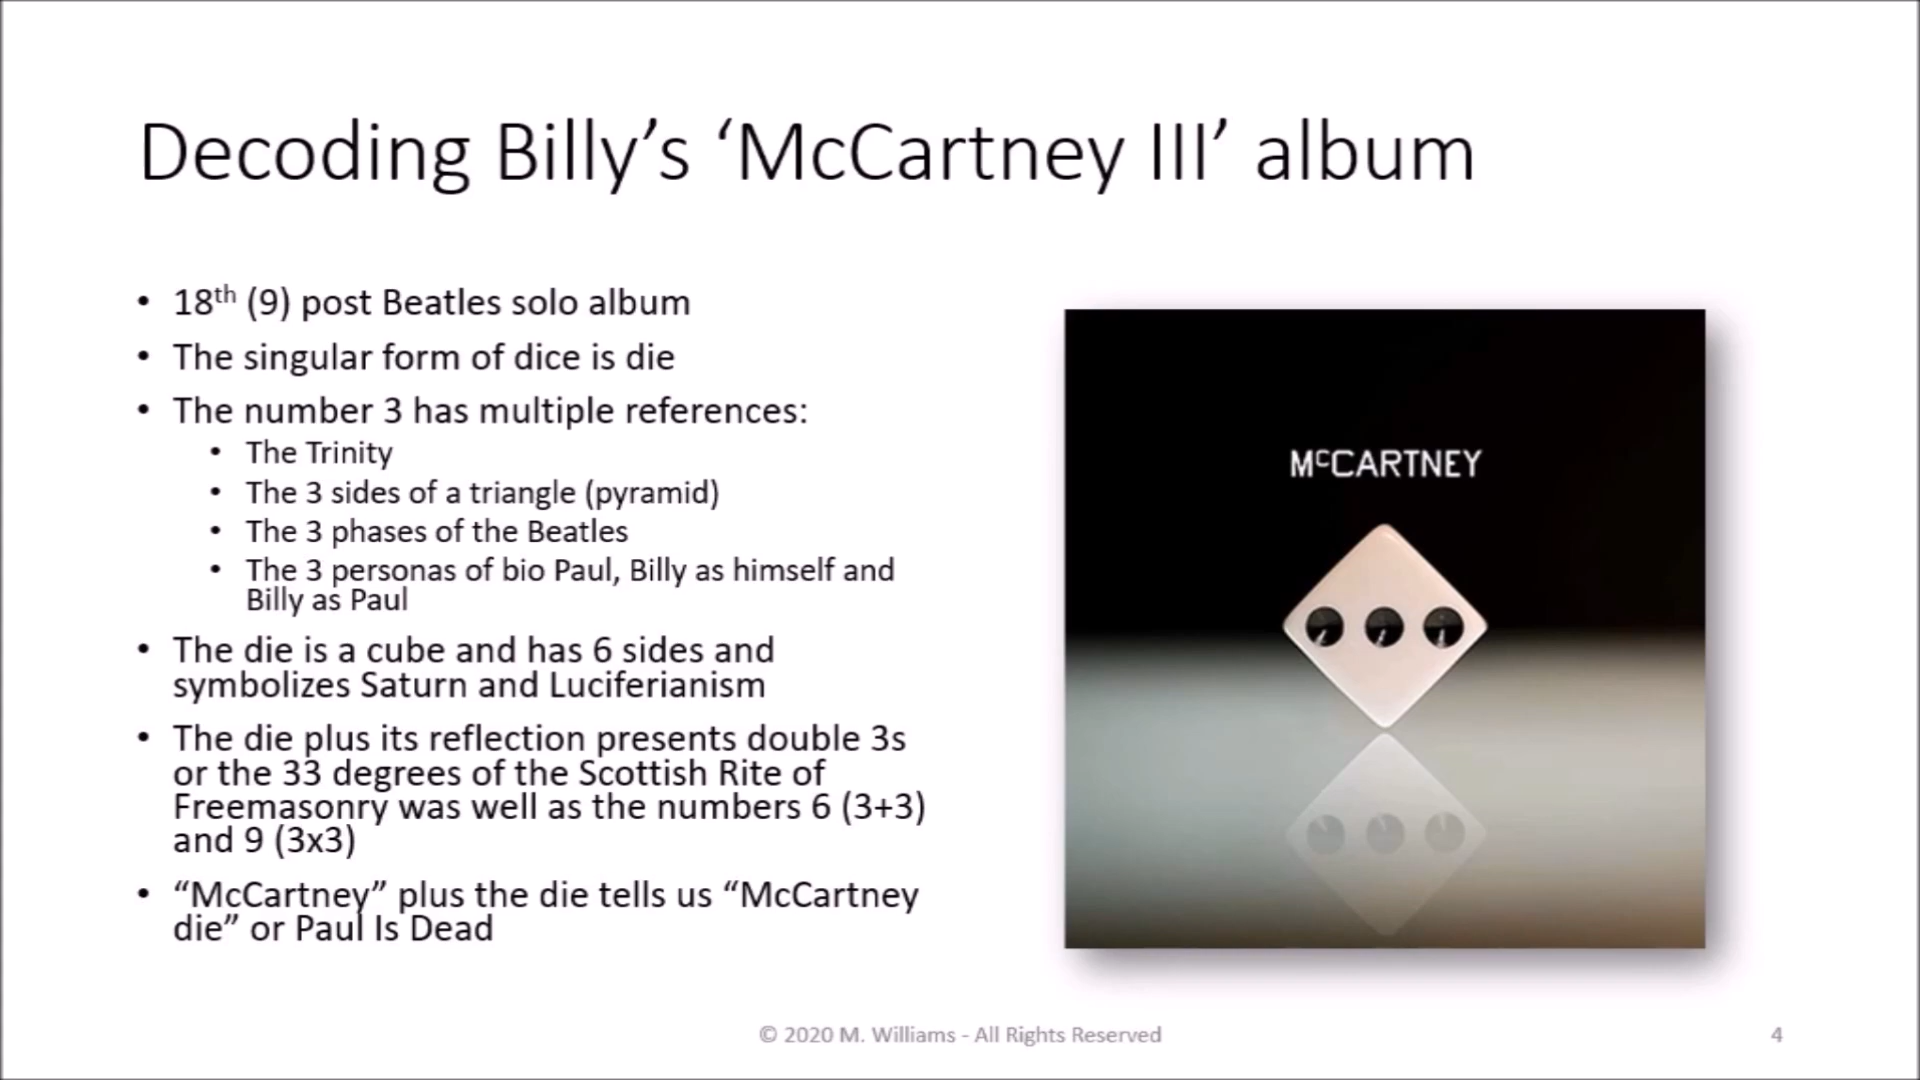 Decoding Billy’s ‘McCartney III’ album
• 18th (9) post Beatles solo album
• The singular form of dice is die
• The number 3 has multiple references:
• The Trinity
• The 3 sides of a triangle (pyramid)
• The 3 phases of the Beatles
• The 3 personas of bio Paul, Billy as himself and
Billy as Paul
• The die is a cube and has 6 sides and
symbolizes Saturn and Luciferianism
• The die plus its reflection presents double 3s
or the 33 degrees of the Scottish Rite of
Freemasonry was well as the numbers 6 (3+3)
and 9 (3x3)
• “McCartney” plus the die tells us “McCartney
die” or Paul Is Dead
McCARTNEY
© 2020 M. Williams - All Rights Reserved
4